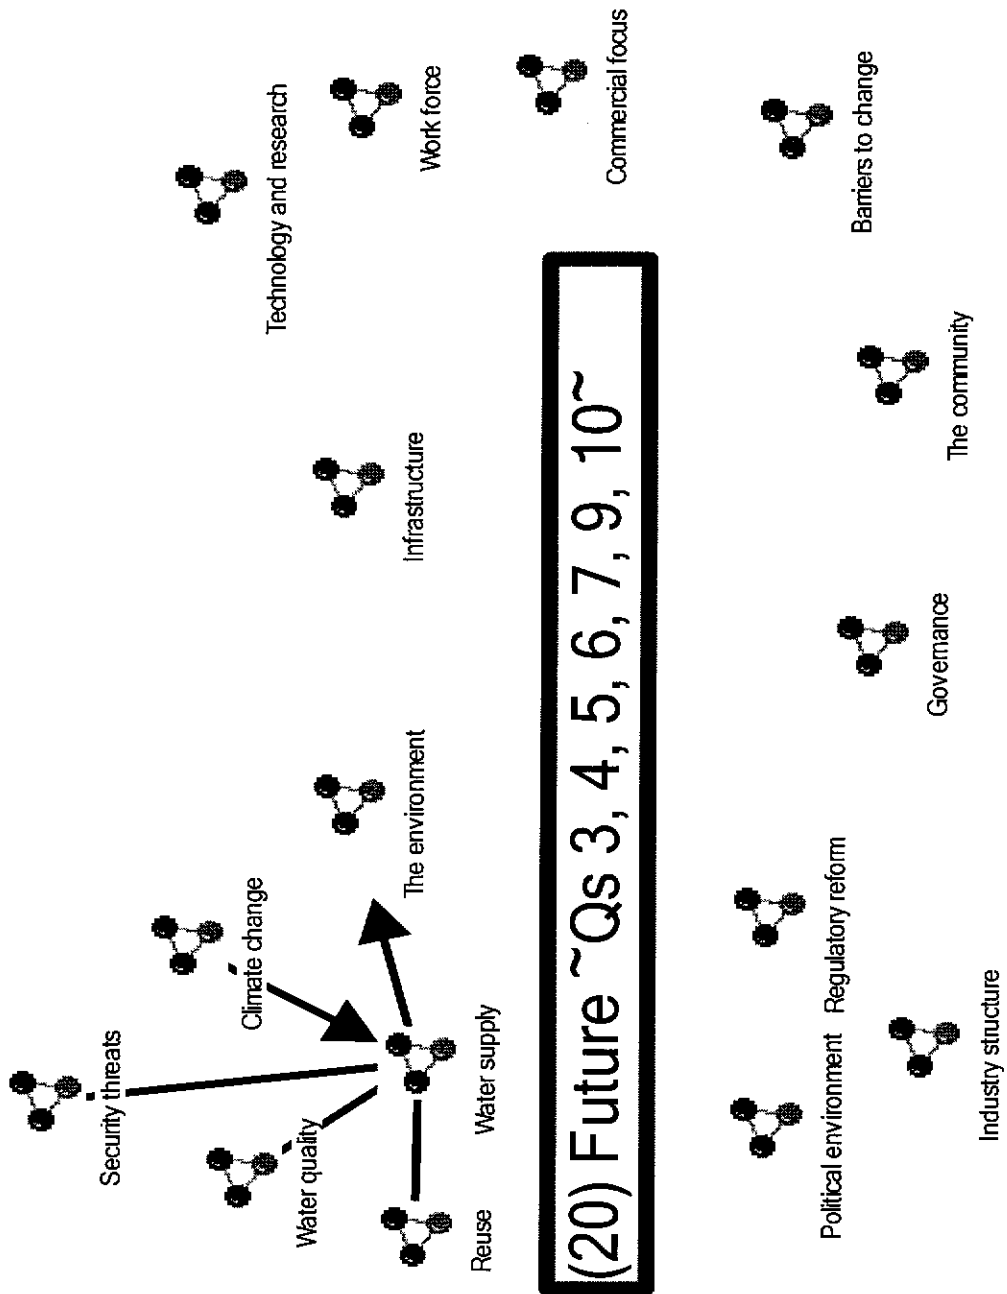 Security threats
Climate change
Technology and research
Water quality
Reuse
Water supply
The environment
Infrastructure
Work force
Commercial focus
(20) Future ~Qs 3, 4, 5, 6, 7, 9, 10~
Political environment
Regulatory reform
Barriers to change
Industry structure
Governance
The community